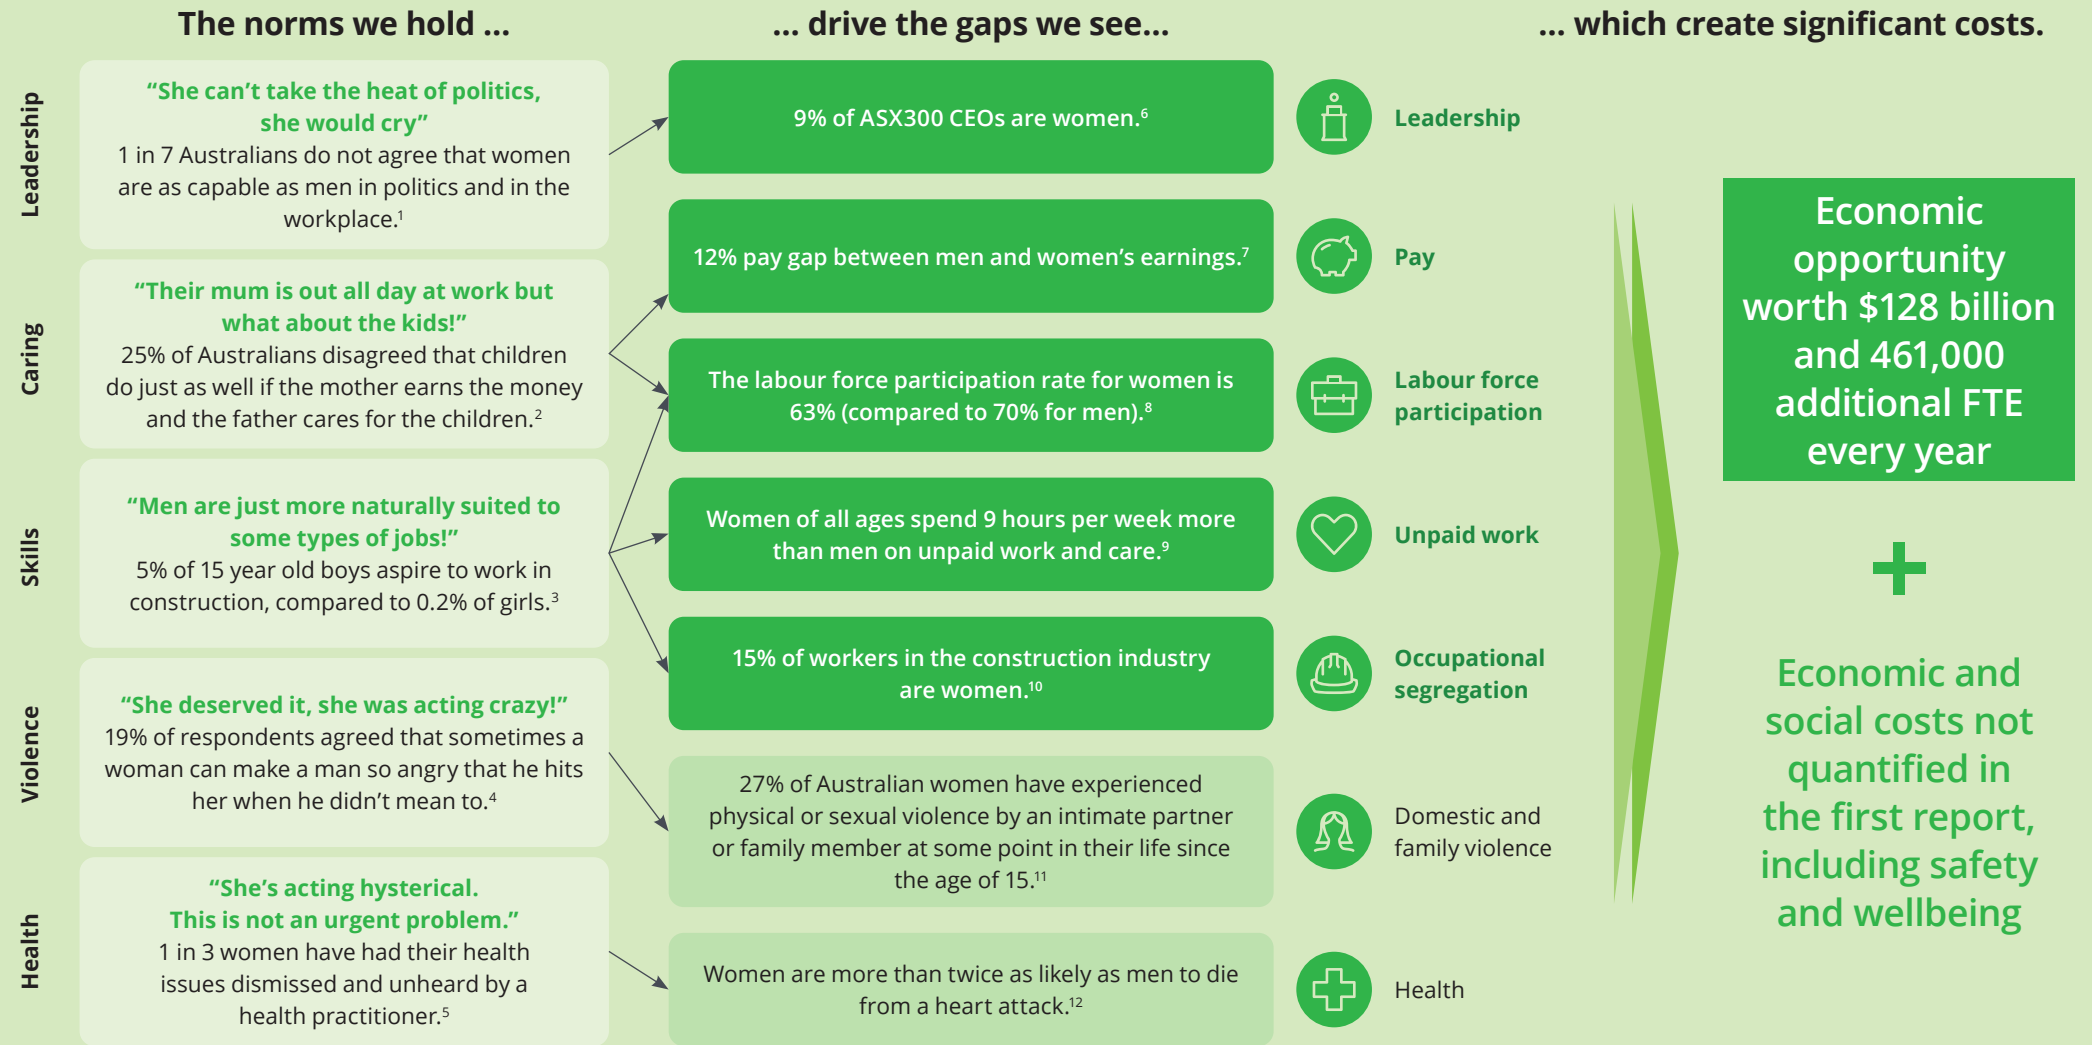 The norms we hold ...
... drive the gaps we see...
... which create significant costs.
Leadership
“She can’t take the heat of politics,
she would cry”
1 in 7 Australians do not agree that women
are as capable as men in politics and in the
workplace.1
Caring
“Their mum is out all day at work but
what about the kids!”
25% of Australians disagreed that children
do just as well if the mother earns the money
and the father cares for the children.2
Skills
“Men are just more naturally suited to
some types of jobs!”
5% of 15 year old boys aspire to work in
construction, compared to 0.2% of girls.3
Violence
“She deserved it, she was acting crazy!”
19% of respondents agreed that sometimes a
woman can make a man so angry that he hits
her when he didn’t mean to.4
Health
“She’s acting hysterical.
This is not an urgent problem.”
1 in 3 women have had their health
issues dismissed and unheard by a
health practitioner.5
9% of ASX300 CEOs are women.6
Leadership
12% pay gap between men and women’s earnings.7
Pay
The labour force participation rate for women is
63% (compared to 70% for men).8
Labour force
participation
Women of all ages spend 9 hours per week more
than men on unpaid work and care.9
Unpaid work
15% of workers in the construction industry
are women.10
Occupational
segregation
27% of Australian women have experienced
physical or sexual violence by an intimate partner
or family member at some point in their life since
the age of 15.11
Domestic and
family violence
Women are more than twice as likely as men to die
from a heart attack.12
Health
Economic
opportunity
worth $128 billion
and 461,000
additional FTE
every year
+
Economic and
social costs not
quantified in
the first report,
including safety
and wellbeing